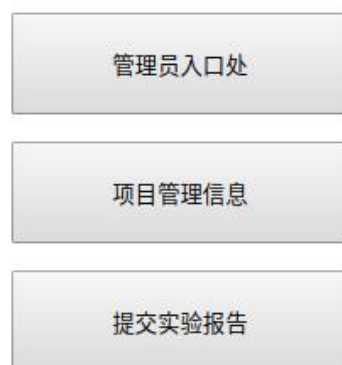 管理员入口处
项目管理信息
提交实验报告